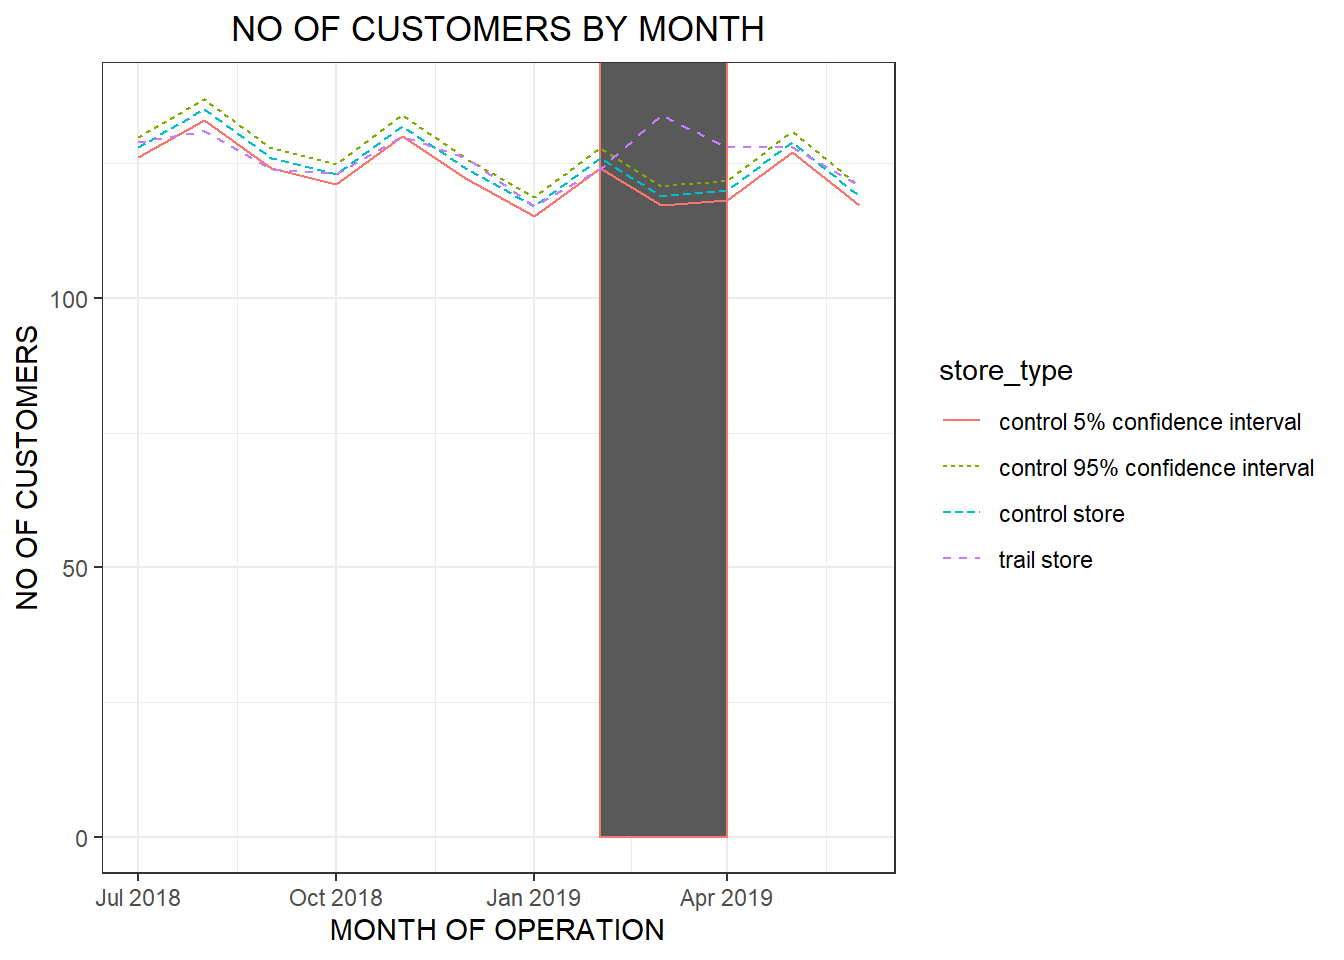 NO OF CUSTOMERS BY MONTH
NO OF CUSTOMERS
100
50
0
Jul 2018
Oct 2018
Jan 2019
Apr 2019
MONTH OF OPERATION
store_type
control 5% confidence interval
control 95% confidence interval
control store
trail store